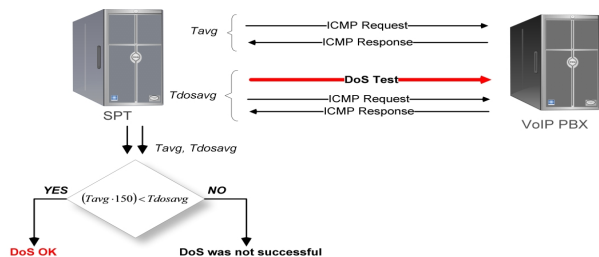 Tavg
ICMP Request
ICMP Response
Tdosavg
DoS Test
ICMP Request
ICMP Response
SPT
VoIP PBX
Tavg, Tdosavg
YES
(Tavg·150) < Tdosavg
NO
DoS OK
DoS was not successful